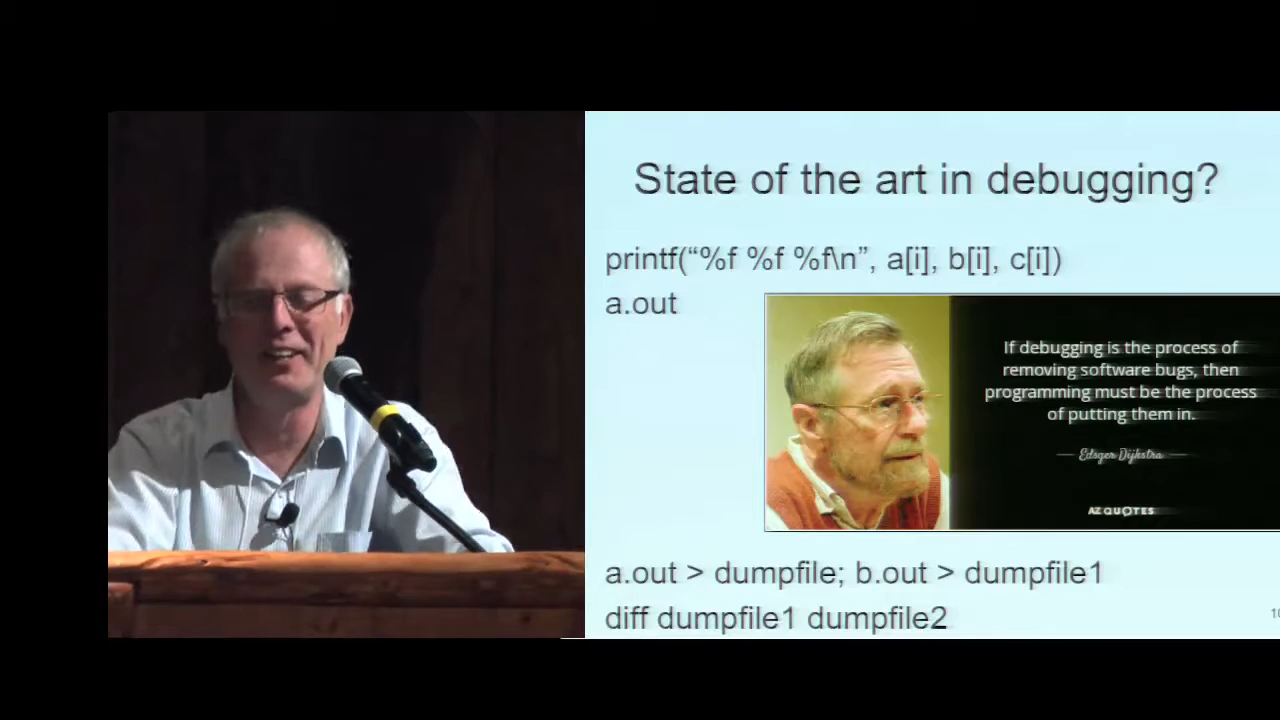 State of the art in debugging?
printf(“%f %f %f\n”, a[i], b[i], c[i])
a.out
If debugging is the process of
removing software bugs, then
programming must be the process
of putting them in.
— Edsger Dijkstra —
AZ QUOTES
a.out > dumpfile; b.out > dumpfile1
diff dumpfile1 dumpfile2